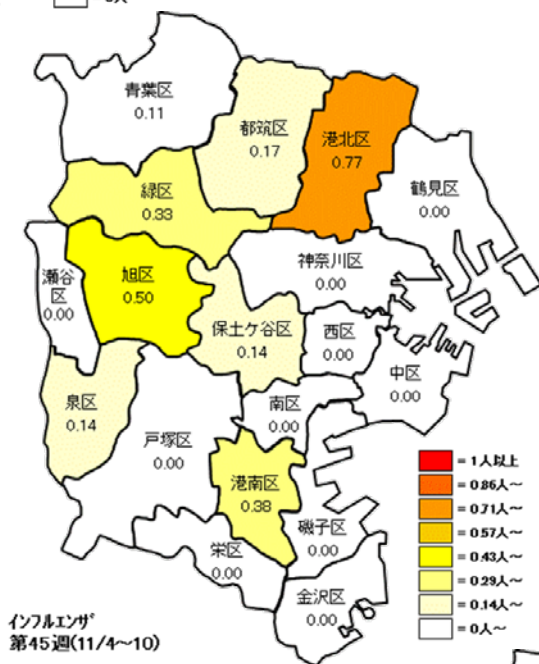 青葉区
0.11
都筑区
0.17
港北区
0.77
鶴見区
0.00
緑区
0.33
神奈川区
0.00
瀬谷
区
0.00
旭区
0.50
保土ケ谷区
0.14
西区
0.00
中区
0.00
泉区
0.14
戸塚区
0.00
南区
0.00
港南区
0.38
磯子区
0.00
栄区
0.00
金沢区
0.00
= 1人以上
= 0.86人～
= 0.71人～
= 0.57人～
= 0.43人～
= 0.29人～
= 0.14人～
= 0人～
インフルエンザ
第45週(11/4～10)